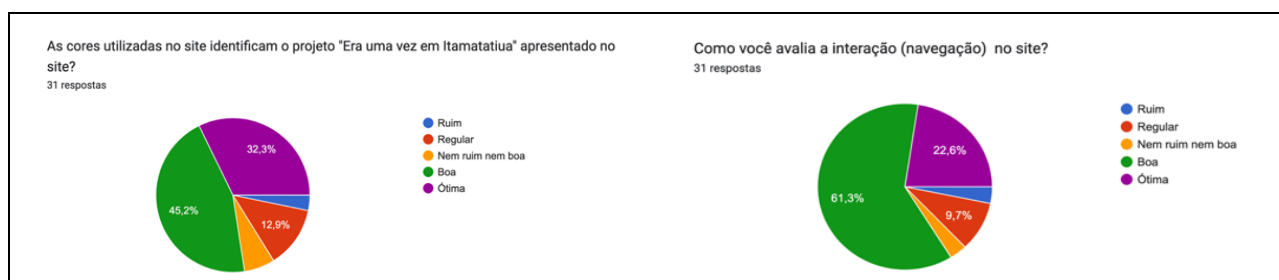 As cores utilizadas no site identificam o projeto "Era uma vez em Itamatatiua" apresentado no
site?
31 respostas
32,3%
45,2%
12,9%
Ruim
Regular
Nem ruim nem boa
Boa
Ótima
Como você avalia a interação (navegação) no site?
31 respostas
22,6%
61,3%
9,7%
Ruim
Regular
Nem ruim nem boa
Boa
Ótima